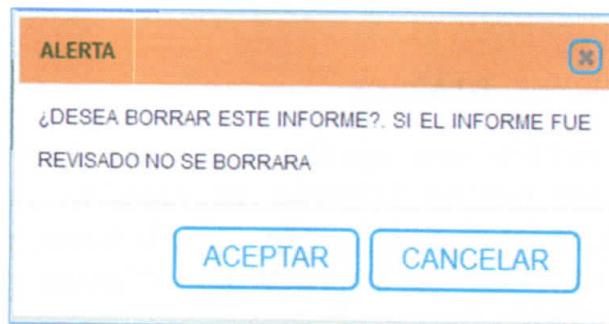 ALERTA
¿DESEA BORRAR ESTE INFORME?. SI EL INFORME FUE
REVISADO NO SE BORRARA
ACEPTAR CANCELAR